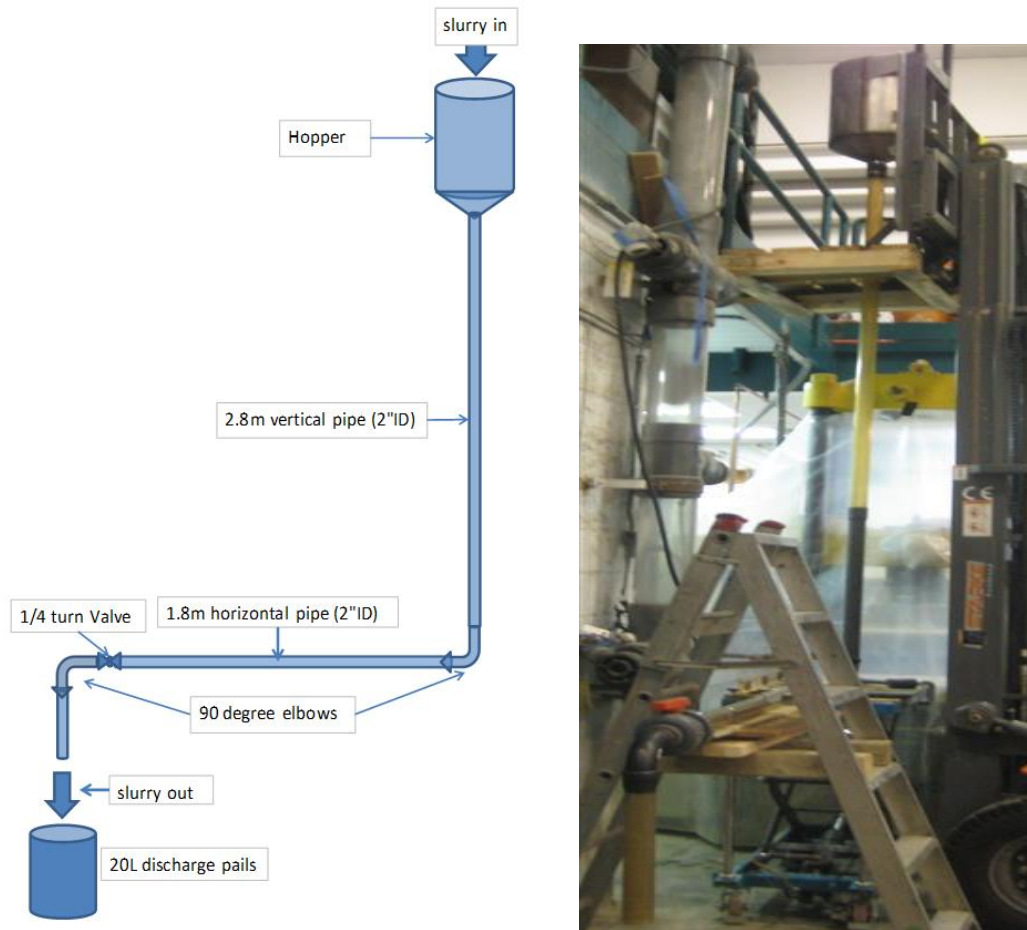 slurry in
Hopper
2.8m vertical pipe (2"ID)
1/4 turn Valve
1.8m horizontal pipe (2"ID)
90 degree elbows
slurry out
20L discharge pails
CE